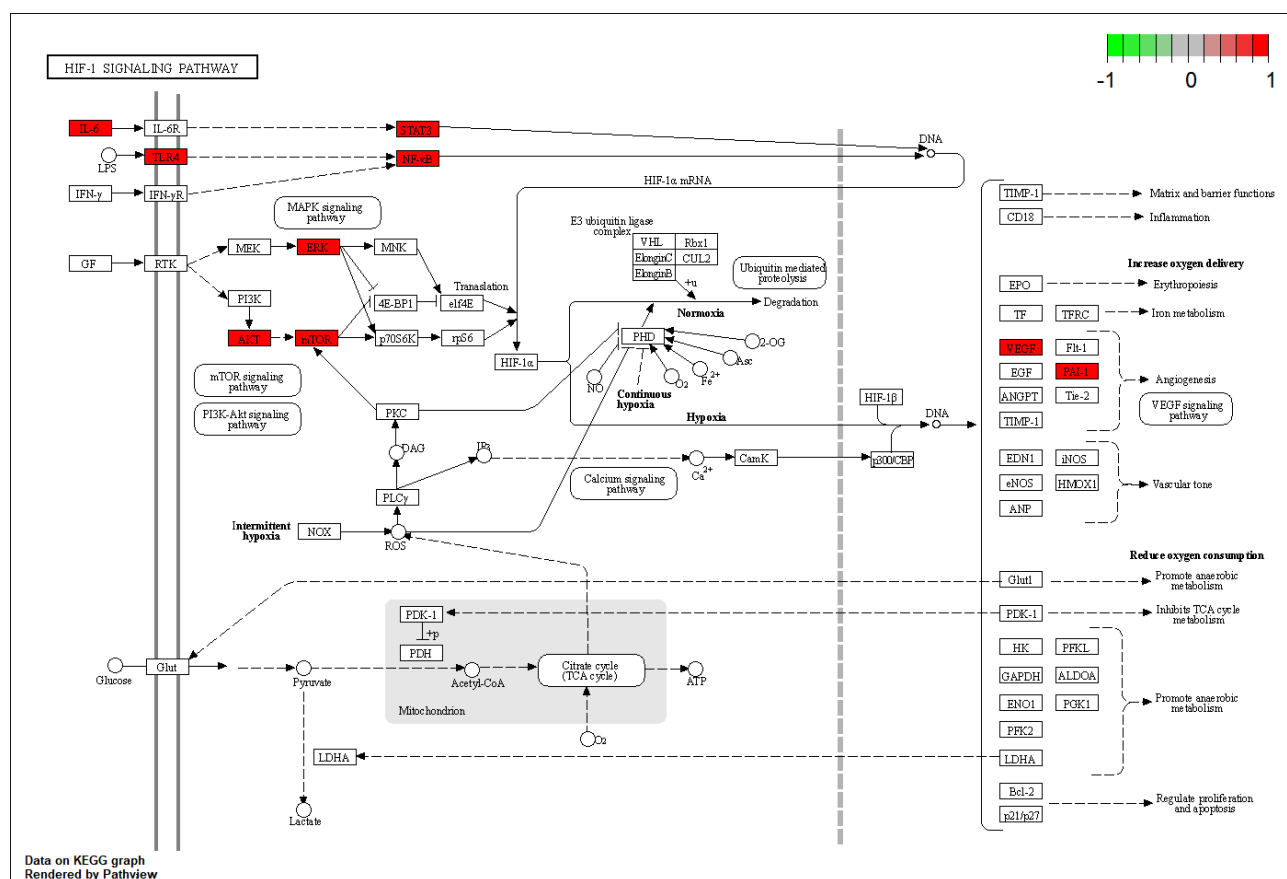 HIF-1 SIGNALING PATHWAY
-1 0 1
IL-6
IL-6R
STAT3
LPS
TLR4
NF-κB
IFN-γ
IFN-γR
DNA
HIF-1α mRNA
MAPK signaling
pathway
GF
RTK
MEK
ERK
MNK
PI3K
4E-BP1
eIf4E
Transalation
AKT
mTOR
p70S6K
rpS6
HIF-1α
mTOR signaling
pathway
PI3K-Akt signaling
pathway
E3 ubiquitin ligase
complex
VHL
Rbx1
ElonginC
CUL2
ElonginB
+u
Ubiquitin mediated
proteolysis
Normoxia
Degradation
PHD
2-OG
Asc
Fe2+
O2
NO
Continuous
hypoxia
Hypoxia
PKC
DAG
IP3
PLCγ
Calcium signaling
pathway
Ca2+
CamK
HIF-1β
p300/CBP
DNA
Intermittent
hypoxia
NOX
ROS
PDK-1
+p
PDH
Glucose
Glut
Pyruvate
Acetyl-CoA
Citrate cycle
(TCA cycle)
ATP
Mitochondrion
O2
LDHA
Lactate
TIMP-1
Matrix and barrier functions
CD18
Inflammation
Increase oxygen delivery
EPO
Erythropoiesis
TF
TFRC
Iron metabolism
VEGF
Flt-1
EGF
PAI-1
Angiogenesis
ANGPT
Tie-2
VEGF signaling
pathway
TIMP-1
EDN1
iNOS
eNOS
HMOX1
Vascular tone
ANP
Reduce oxygen consumption
Glut1
Promote anaerobic
metabolism
PDK-1
Inhibits TCA cycle
metabolism
HK
PFKL
GAPDH
ALDOA
ENO1
PGK1
Promote anaerobic
metabolism
PFK2
LDHA
Bcl-2
p21/p27
Regulate proliferation
and apoptosis
Data on KEGG graph
Rendered by Pathview